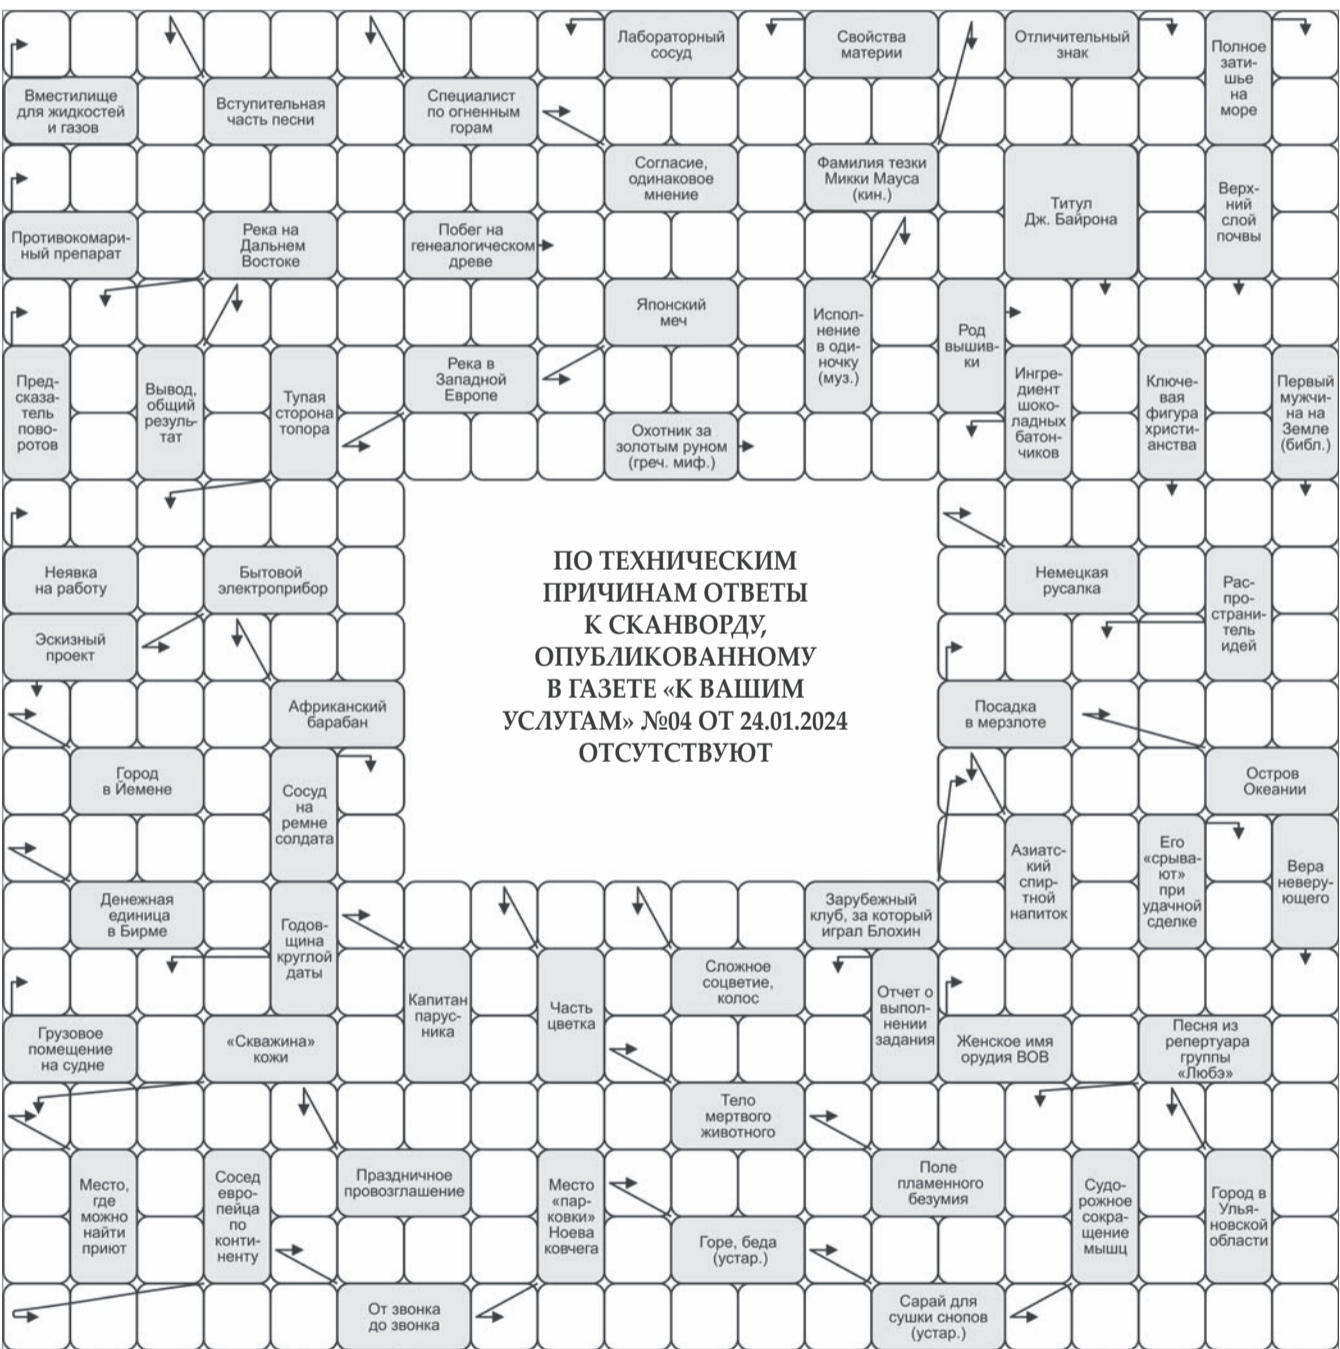 Лабораторный
сосуд
Свойства
материи
Отличительный
знак
Полное
зати-
шье
на
море
Вместилище
для жидкостей
и газов
Вступительная
часть песни
Специалист
по огненным
горам
Согласие,
одинаковое
мнение
Фамилия тезки
Микки Мауса
(кин.)
Титул
Дж. Байрона
Верх-
ний
слой
почвы
Противокомари-
ный препарат
Река на
Дальнем
Востоке
Побег на
генеалогическом
древе
Японский
меч
Испол-
нение
в оди-
ночку
(муз.)
Род
вышив-
ки
Пред-
сказа-
тель
пово-
ротов
Вывод,
общий
резуль-
тат
Тупая
сторона
топора
Река в
Западной
Европе
Ингре-
диент
шоко-
ладных
батон-
чиков
Ключе-
вая
фигура
христи-
анства
Первый
мужчи-
на на
Земле
(библ.)
Охотник за
золотым руном
(греч. миф.)
ПО ТЕХНИЧЕСКИМ
ПРИЧИНАМ ОТВЕТЫ
К СКАНВОРДУ,
ОПУБЛИКОВАННОМУ
В ГАЗЕТЕ «К ВАШИМ
УСЛУГАМ» №04 ОТ 24.01.2024
ОТСУТСТВУЮТ
Неявка
на работу
Бытовой
электроприбор
Немецкая
русалка
Рас-
про-
страни-
тель
идей
Эскизный
проект
Африканский
барабан
Посадка
в мерзлоте
Город
в Йемене
Сосуд
на
ремне
солдата
Остров
Океании
Азиатс-
кий
спир-
тной
напиток
Его
«срыва-
ют»
при
удачной
сделке
Вера
неверу-
ющего
Денежная
единица
в Бирме
Годов-
щина
круглой
даты
Зарубежный
клуб, за который
играл Блохин
Капитан
парус-
ника
Часть
цветка
Сложное
соцветие,
колос
Отчет о
выпол-
нении
задания
Грузовое
помещение
на судне
«Скважина»
кожи
Женское имя
орудия ВОВ
Песня из
репертуара
группы
«Любэ»
Тело
мертвого
животного
Место,
где
можно
найти
приют
Сосед
евро-
пейца
по
конти-
ненту
Праздничное
провозглашение
Место
«пар-
ковки»
Ноева
ковчега
Поле
пламенного
безумия
Судо-
рожное
сокра-
щение
мышц
Город в
Улья-
новской
области
Горе, беда
(устар.)
От звонка
до звонка
Сарай для
сушки снопов
(устар.)